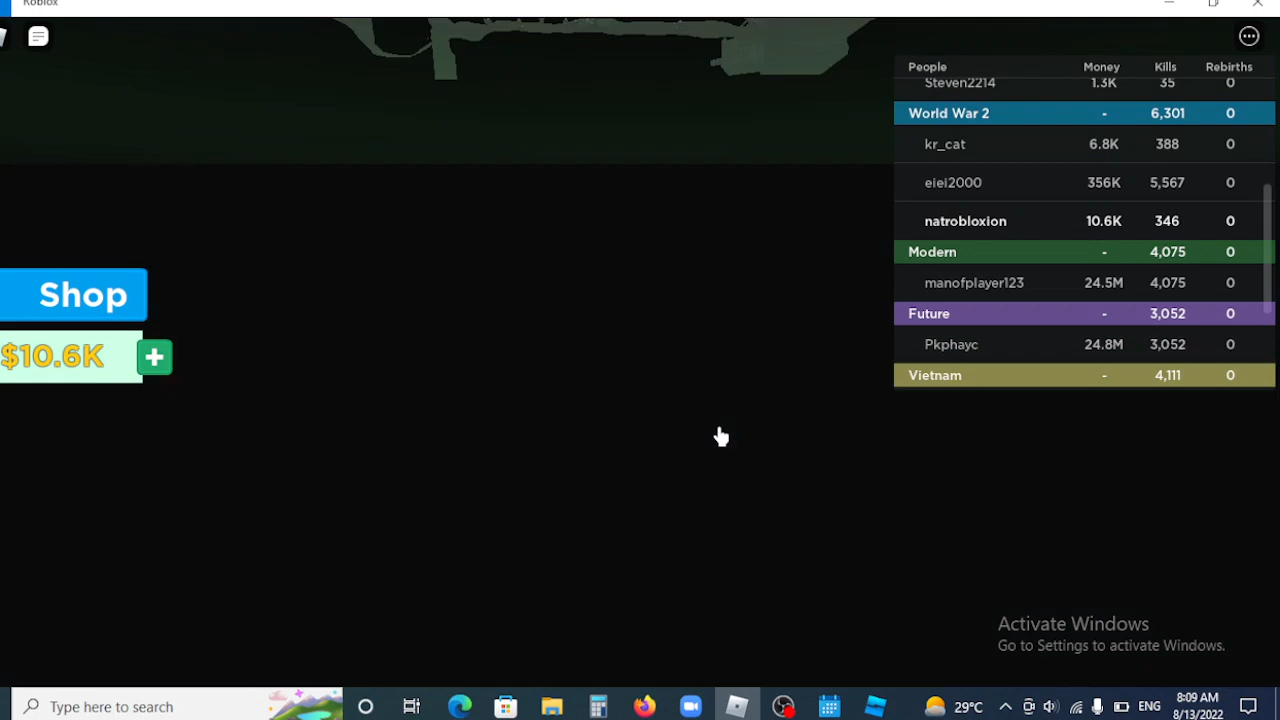 Roblox
People Money Kills Rebirths
Steven2214 1.3K 35 0
World War 2 - 6,301 0
kr_cat 6.8K 388 0
eiei2000 356K 5,567 0
natrobloxion 10.6K 346 0
Modern - 4,075 0
manofplayer123 24.5M 4,075 0
Future - 3,052 0
Pkphayc 24.8M 3,052 0
Vietnam - 4,111 0
Shop
$10.6K +
Activate Windows
Go to Settings to activate Windows.
Type here to search
29°C
ENG
8:09 AM
8/13/2022